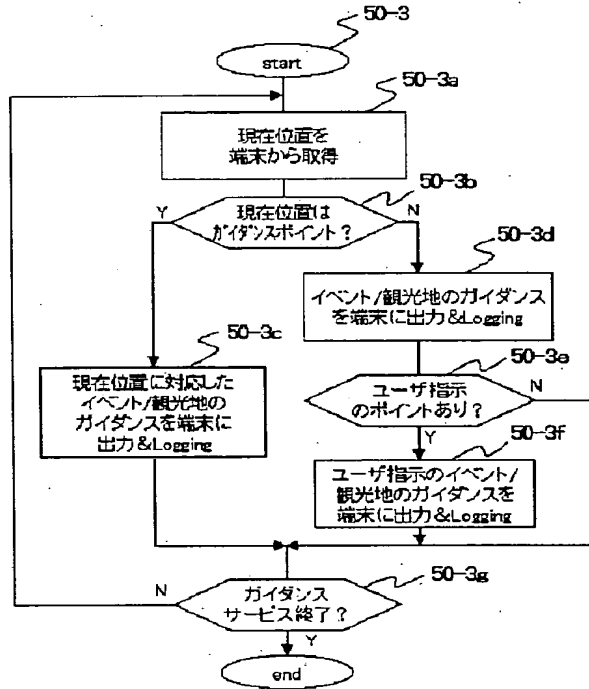 50-3
start
50-3a
現在位置を
端末から取得
50-3b
現在位置は
ガイダンスポイント？
Y
N
50-3d
イベント/観光地のガイダンス
を端末に出力&Logging
50-3c
現在位置に対応した
イベント/観光地の
ガイダンスを端末に
出力&Logging
50-3e
ユーザ指示
のポイントあり？
N
Y
50-3f
ユーザ指示のイベント/
観光地のガイダンスを
端末に出力&Logging
50-3g
ガイダンス
サービス終了？
N
Y
end